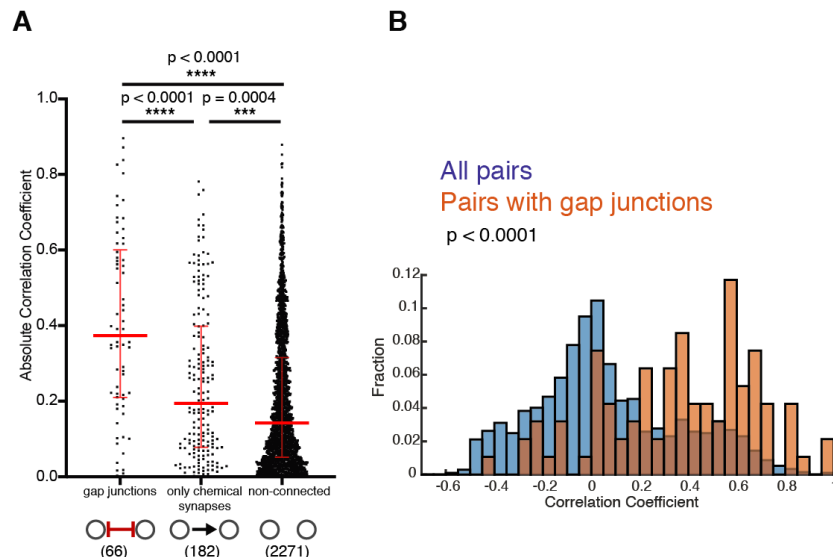 A
B
p < 0.0001
****
p < 0.0001 p = 0.0004
**** ***
Absolute Correlation Coefficient
1.0
0.8
0.6
0.4
0.2
0.0
gap junctions
only chemical
synapses
non-connected
(66)
(182)
(2271)
All pairs
Pairs with gap junctions
p < 0.0001
Fraction
0.12
0.1
0.08
0.06
0.04
0.02
0
-0.6 -0.4 -0.2 0 0.2 0.4 0.6 0.8 1
Correlation Coefficient